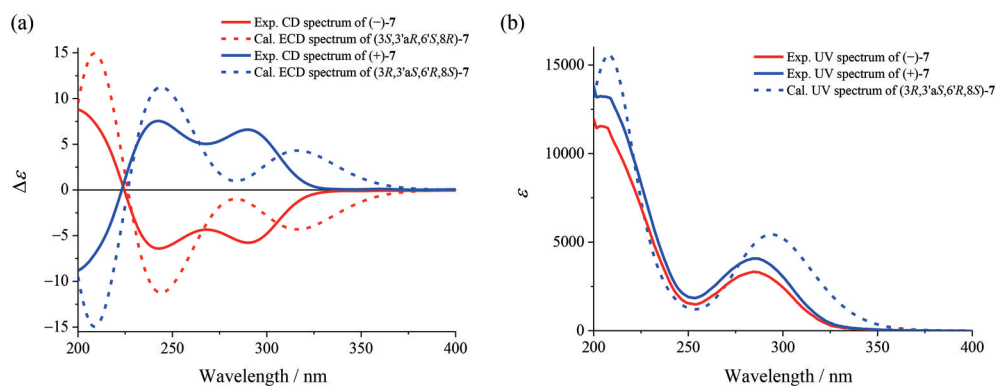 (a)
Exp. CD spectrum of (−)-7
Cal. ECD spectrum of (3S,3'aR,6'S,8R)-7
Exp. CD spectrum of (+)-7
Cal. ECD spectrum of (3R,3'aS,6'R,8S)-7
15
10
5
0
−5
−10
−15
Δε
200
250
300
350
400
Wavelength / nm
(b)
Exp. UV spectrum of (−)-7
Exp. UV spectrum of (+)-7
Cal. UV spectrum of (3R,3'aS,6'R,8S)-7
15000
10000
5000
0
ε
200
250
300
350
400
Wavelength / nm